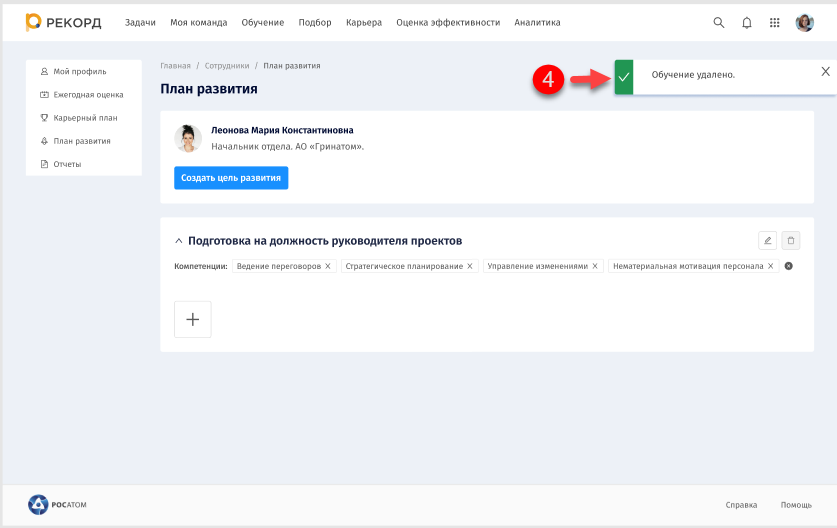 РЕКОРД Задачи Моя команда Обучение Подбор Карьера Оценка эффективности Аналитика
Мой профиль
Ежегодная оценка
Карьерный план
План развития
Отчеты
Главная / Сотрудники / План развития
План развития
4
Обучение удалено. X
Леонова Мария Константиновна
Начальник отдела. АО «Гринатом».
Создать цель развития
Подготовка на должность руководителя проектов
Компетенции: Ведение переговоров X Стратегическое планирование X Управление изменениями X Нематериальная мотивация персонала X
+
РОСАТОМ Справка Помощь